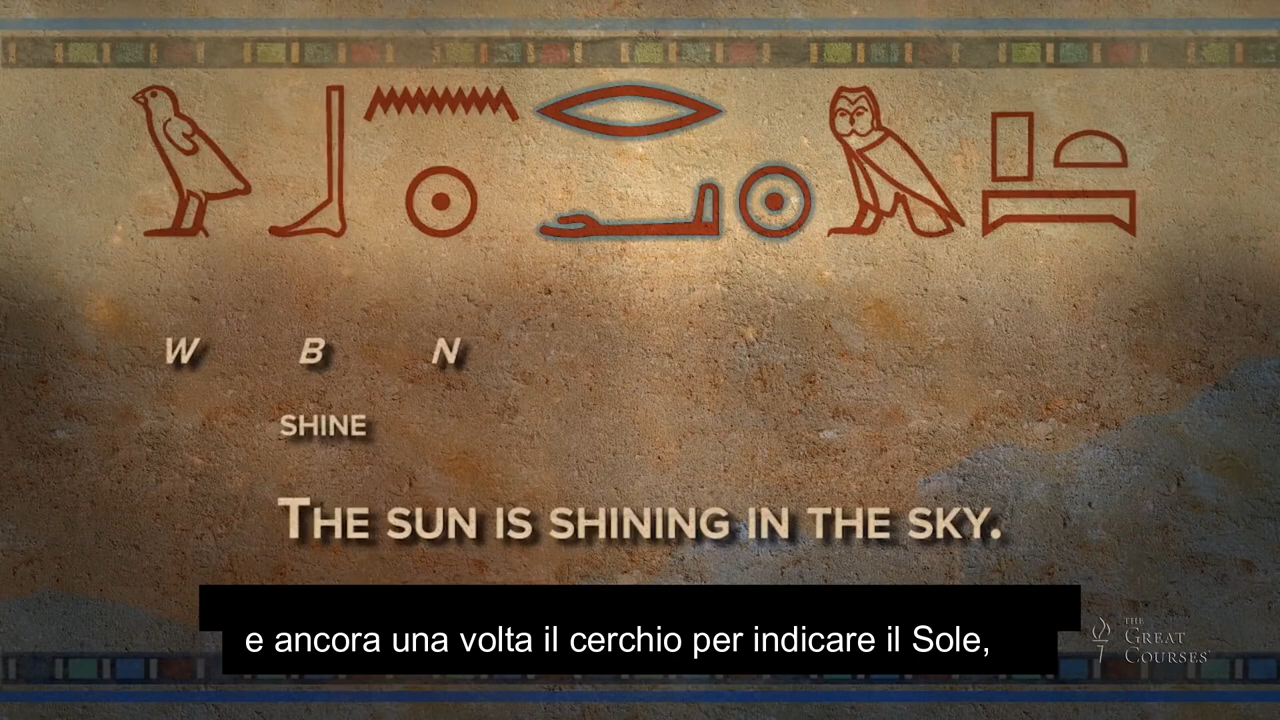 𓅱𓃀𓈖𓇳𓂋𓂝𓇳𓅓𓊪𓏏𓇯
W B N
SHINE
THE SUN IS SHINING IN THE SKY.
e ancora una volta il cerchio per indicare il Sole,
THE
GREAT
COURSES